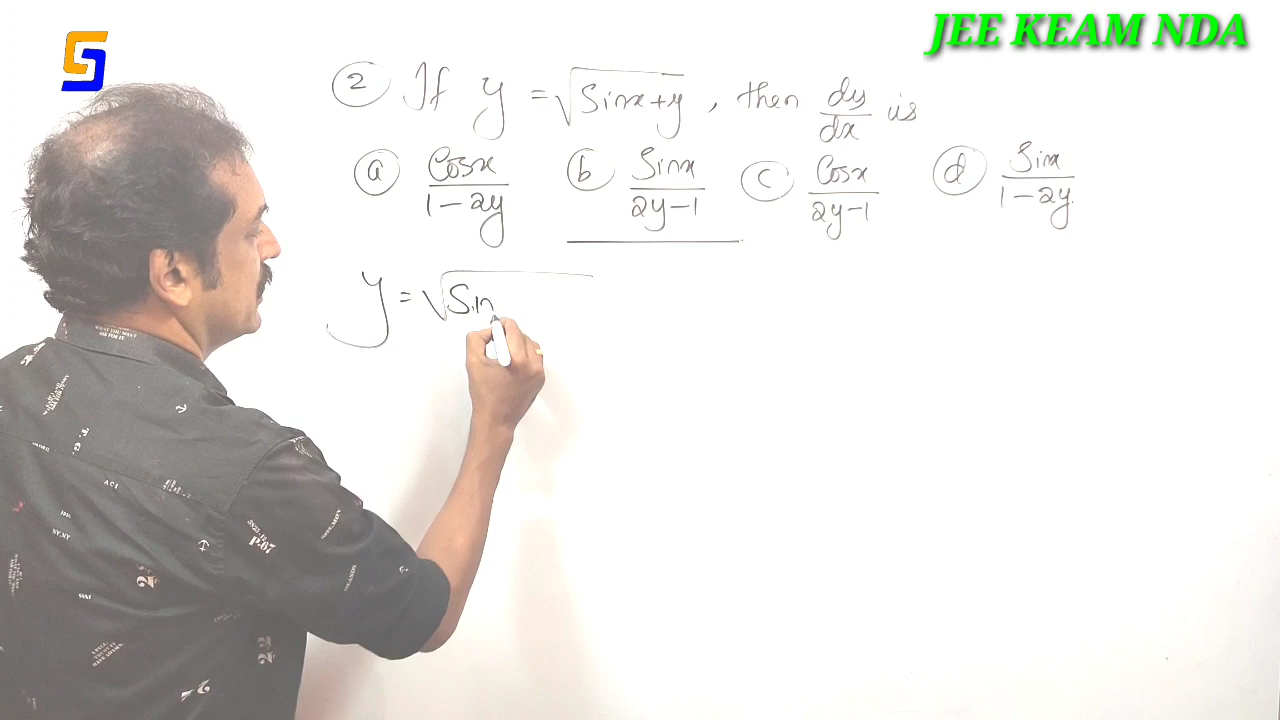 JEE KEAM NDA
② If y = √(Sinx+y) , then dy/dx is
ⓐ Cosx/(1-2y) ⓑ Sinx/(2y-1) ⓒ Cosx/(2y-1) ⓓ Sinx/(1-2y)
y = √Sin
P.67